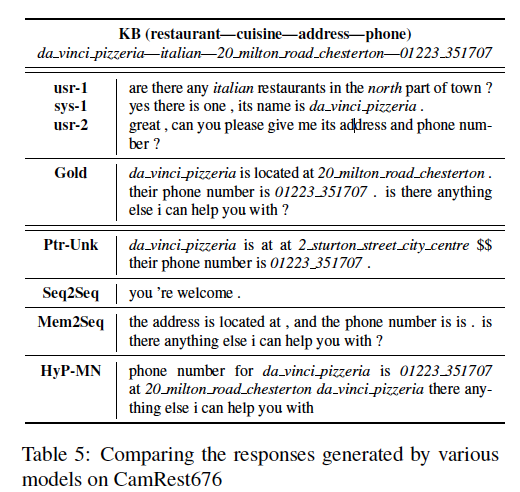 KB (restaurant—cuisine—address—phone)
da_vinci_pizzeria—italian—20_milton_road_chesterton—01223_351707
usr-1 are there any italian restaurants in the north part of town ?
sys-1 yes there is one , its name is da_vinci_pizzeria .
usr-2 great , can you please give me its address and phone num-
ber ?
Gold da_vinci_pizzeria is located at 20_milton_road_chesterton .
their phone number is 01223_351707 . is there anything
else i can help you with ?
Ptr-Unk da_vinci_pizzeria is at at 2_sturton_street_city_centre $$
their phone number is 01223_351707 .
Seq2Seq you 're welcome .
Mem2Seq the address is located at , and the phone number is is . is
there anything else i can help you with ?
HyP-MN phone number for da_vinci_pizzeria is 01223_351707
at 20_milton_road_chesterton da_vinci_pizzeria there any-
thing else i can help you with
Table 5: Comparing the responses generated by various
models on CamRest676